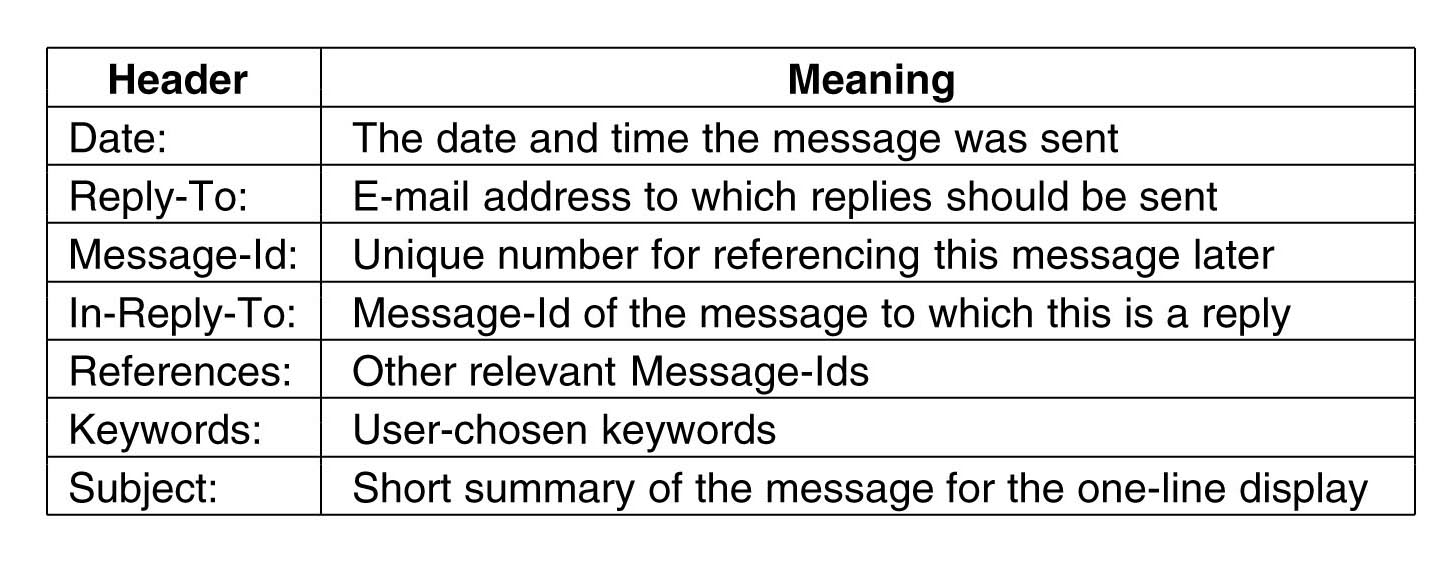 Header Meaning
Date: The date and time the message was sent
Reply-To: E-mail address to which replies should be sent
Message-Id: Unique number for referencing this message later
In-Reply-To: Message-Id of the message to which this is a reply
References: Other relevant Message-Ids
Keywords: User-chosen keywords
Subject: Short summary of the message for the one-line display